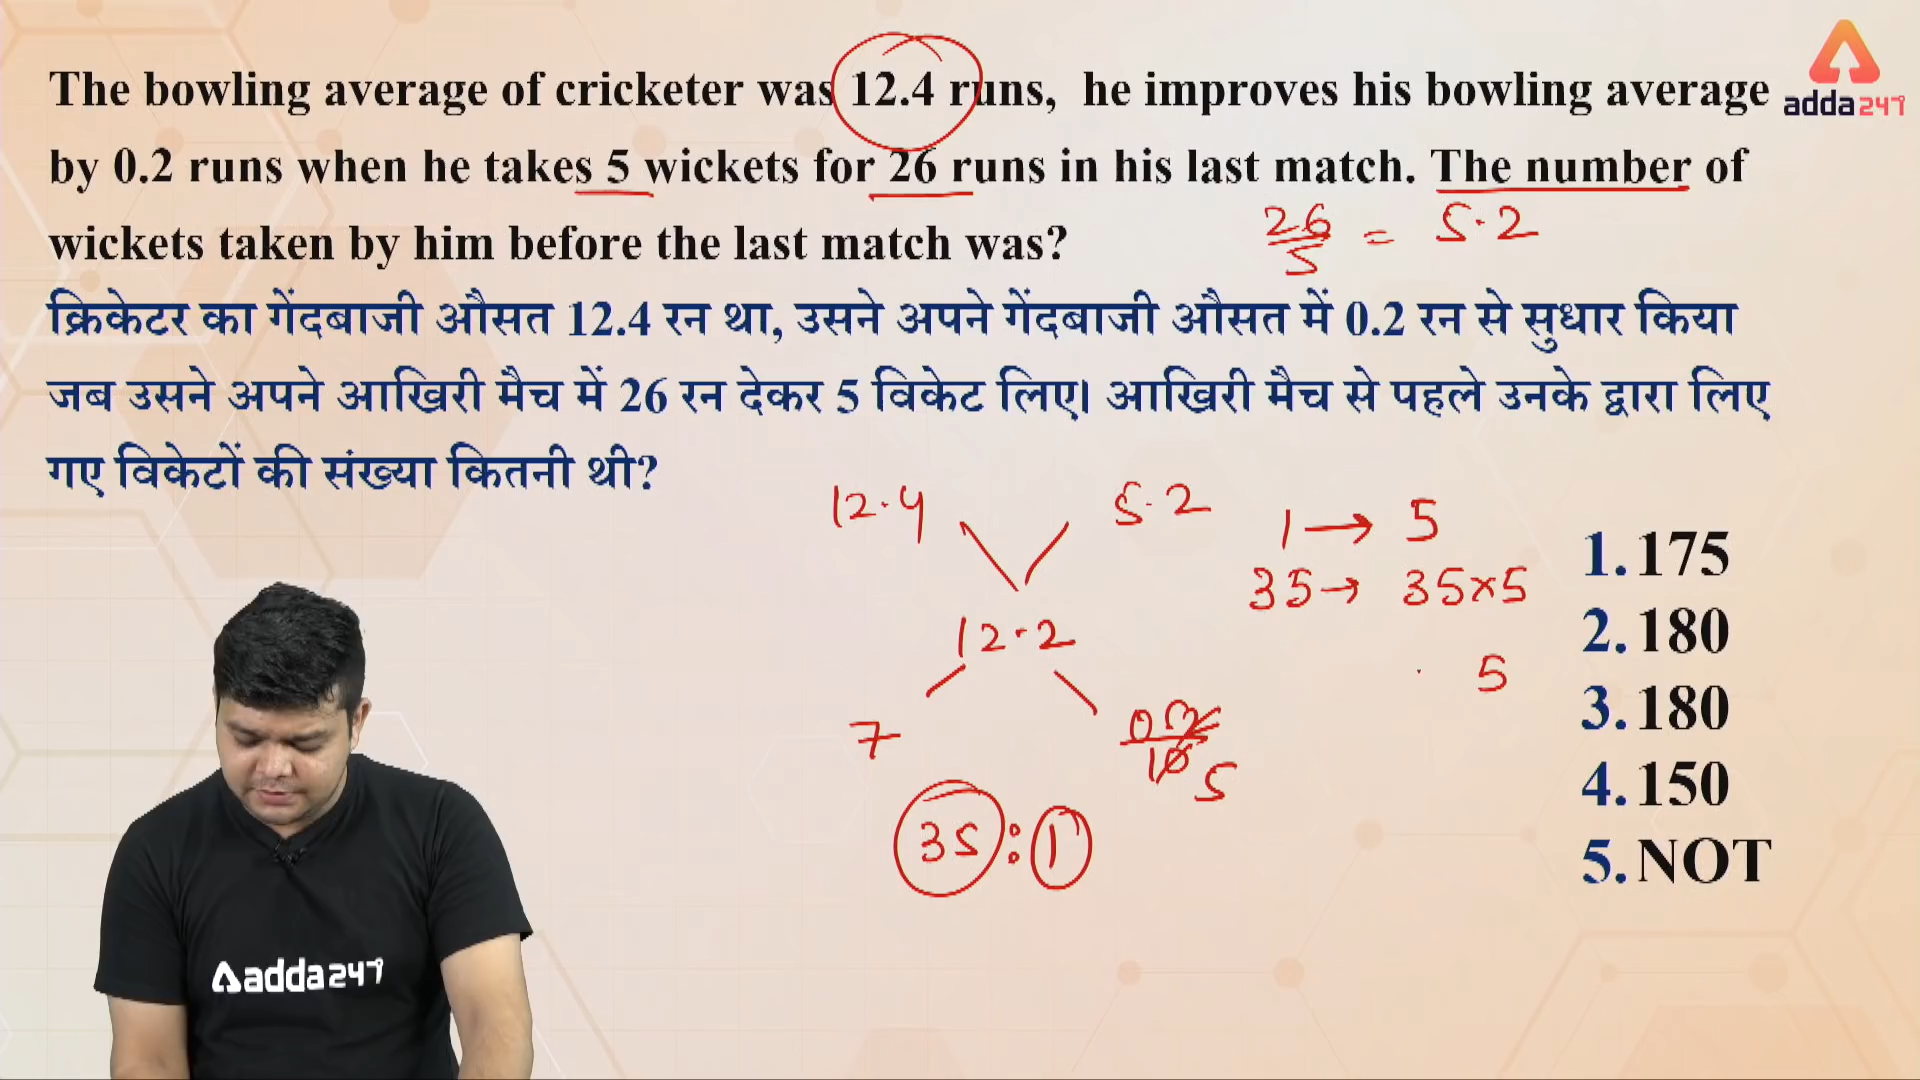 The bowling average of cricketer was 12.4 runs, he improves his bowling average
adda247
by 0.2 runs when he takes 5 wickets for 26 runs in his last match. The number of
wickets taken by him before the last match was?
26/5 = 5.2
क्रिकेटर का गेंदबाजी औसत 12.4 रन था, उसने अपने गेंदबाजी औसत में 0.2 रन से सुधार किया
जब उसने अपने आखिरी मैच में 26 रन देकर 5 विकेट लिए। आखिरी मैच से पहले उनके द्वारा लिए
गए विकेटों की संख्या कितनी थी?
12.4 5.2
1 → 5
35 → 35×5
12.2
5
7
10 5
35 : 1
1. 175
2. 180
3. 180
4. 150
5. NOT
adda247